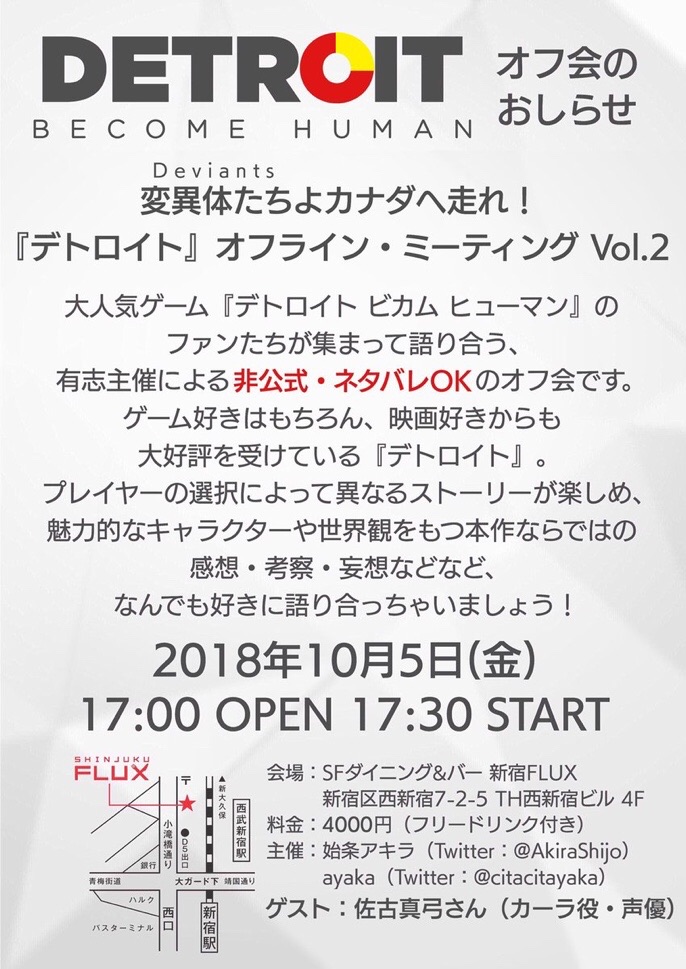 DETROIT
BECOME HUMAN
オフ会の
おしらせ
Deviants
変異体たちよカナダへ走れ！
『デトロイト』オフライン・ミーティング Vol.2
大人気ゲーム『デトロイト ビカム ヒューマン』の
ファンたちが集まって語り合う、
有志主催による非公式・ネタバレOKのオフ会です。
ゲーム好きはもちろん、映画好きからも
大好評を受けている『デトロイト』。
プレイヤーの選択によって異なるストーリーが楽しめ、
魅力的なキャラクターや世界観をもつ本作ならではの
感想・考察・妄想などなど、
なんでも好きに語り合っちゃいましょう！
2018年10月5日(金)
17:00 OPEN 17:30 START
SHINJUKU
FLUX
〒
▲新大久保
西武新宿駅
小滝橋通り
●D5出口
銀行
青梅街道
大ガード下
靖国通り
ハルク
バスターミナル
西口
新宿駅
会場：SFダイニング&バー 新宿FLUX
新宿区西新宿7-2-5 TH西新宿ビル 4F
料金：4000円（フリードリンク付き）
主催：始条アキラ（Twitter：@AkiraShijo）
ayaka（Twitter：@citacitayaka）
ゲスト：佐古真弓さん（カーラ役・声優）